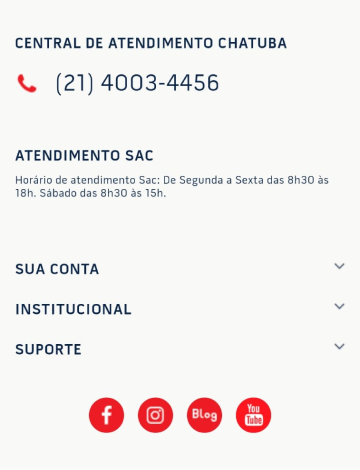 CENTRAL DE ATENDIMENTO CHATUBA
(21) 4003-4456
ATENDIMENTO SAC
Horário de atendimento Sac: De Segunda a Sexta das 8h30 às
18h. Sábado das 8h30 às 15h.
SUA CONTA
INSTITUCIONAL
SUPORTE
Blog
You
Tube